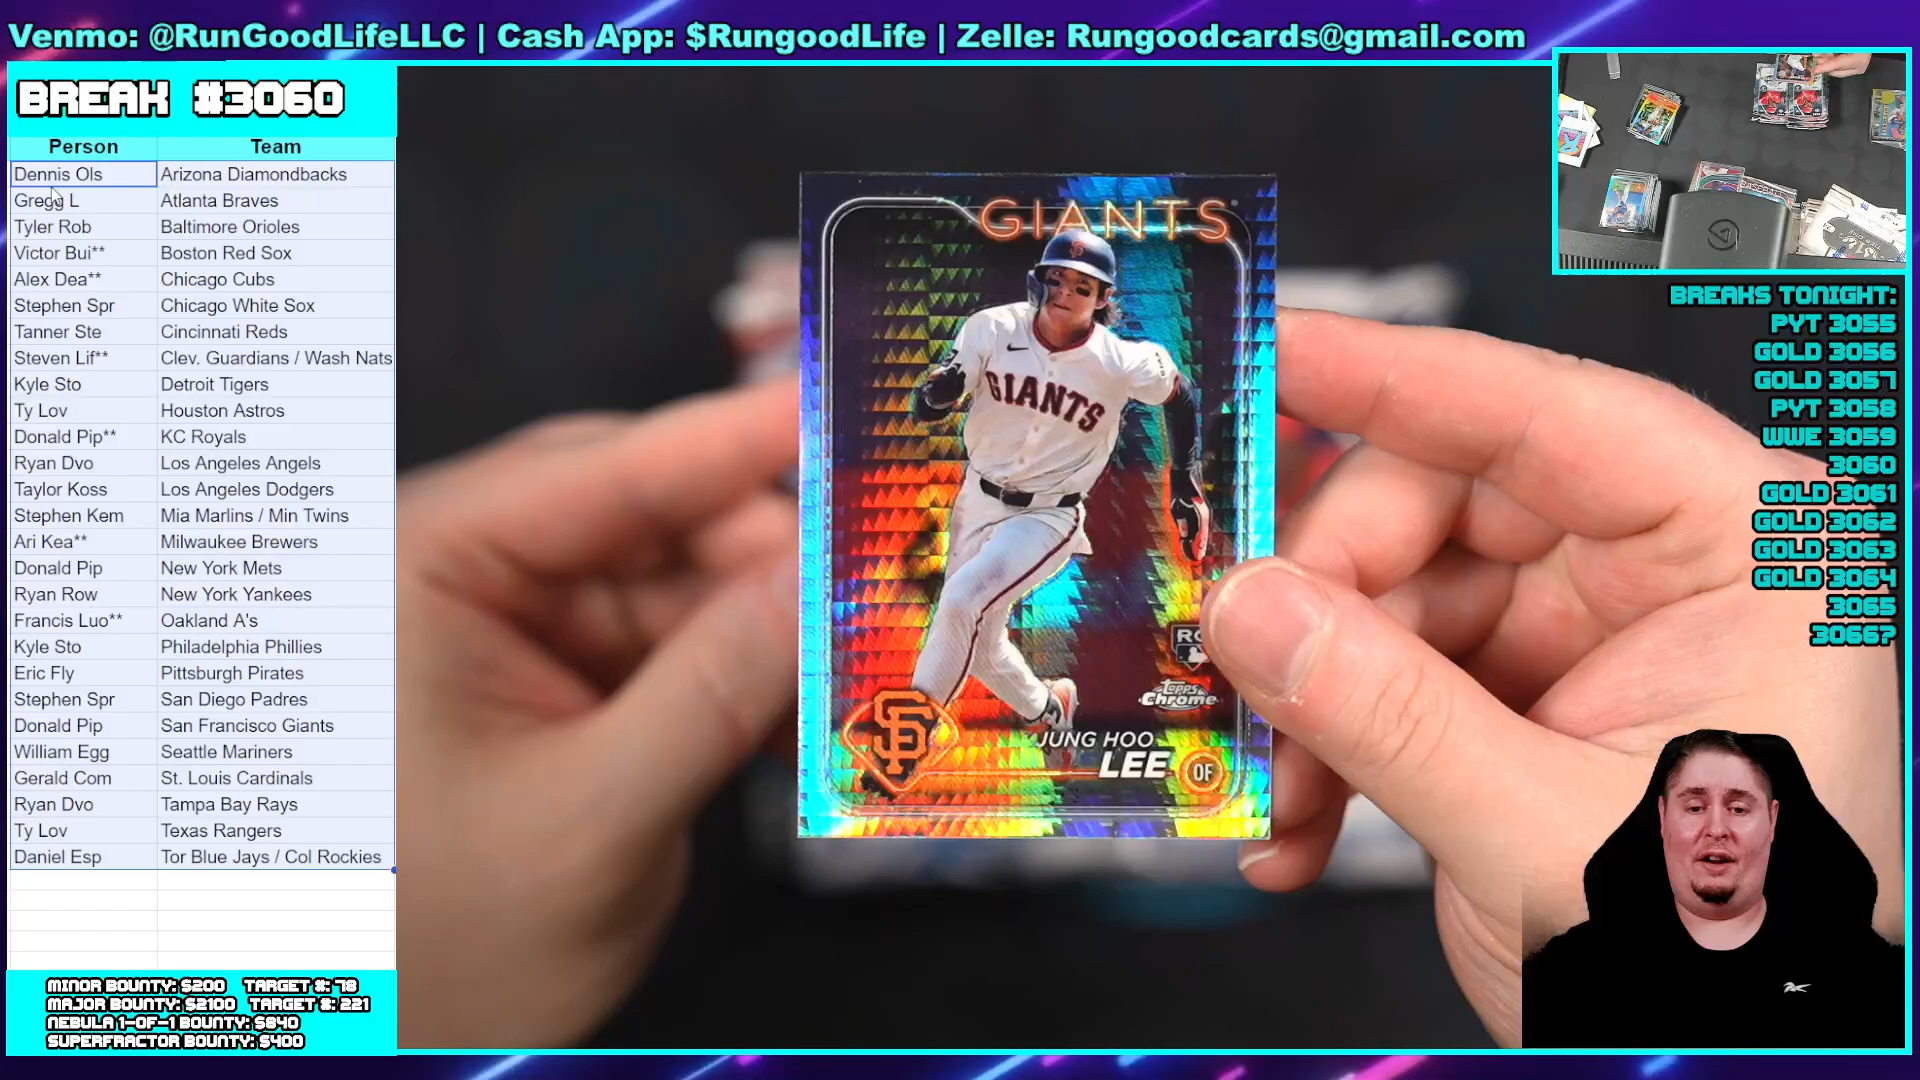 Venmo: @RunGoodLifeLLC | Cash App: $RungoodLife | Zelle: Rungoodcards@gmail.com
BREAK #3060
Person Team
Dennis Ols Arizona Diamondbacks
Gregg L Atlanta Braves
Tyler Rob Baltimore Orioles
Victor Bui** Boston Red Sox
Alex Dea** Chicago Cubs
Stephen Spr Chicago White Sox
Tanner Ste Cincinnati Reds
Steven Lif** Clev. Guardians / Wash Nats
Kyle Sto Detroit Tigers
Ty Lov Houston Astros
Donald Pip** KC Royals
Ryan Dvo Los Angeles Angels
Taylor Koss Los Angeles Dodgers
Stephen Kem Mia Marlins / Min Twins
Ari Kea** Milwaukee Brewers
Donald Pip New York Mets
Ryan Row New York Yankees
Francis Luo** Oakland A's
Kyle Sto Philadelphia Phillies
Eric Fly Pittsburgh Pirates
Stephen Spr San Diego Padres
Donald Pip San Francisco Giants
William Egg Seattle Mariners
Gerald Com St. Louis Cardinals
Ryan Dvo Tampa Bay Rays
Ty Lov Texas Rangers
Daniel Esp Tor Blue Jays / Col Rockies
MINOR BOUNTY: $200 TARGET #: 78
MAJOR BOUNTY: $2100 TARGET #: 221
NEBULA 1-OF-1 BOUNTY: $840
SUPERFRACTOR BOUNTY: $400
GIANTS
GIANTS
RC
Topps
Chrome
SF
JUNG HOO
LEE OF
BREAKS TONIGHT:
PYT 3055
GOLD 3056
GOLD 3057
PYT 3058
WWE 3059
3060
GOLD 3061
GOLD 3062
GOLD 3063
GOLD 3064
3065
3066?